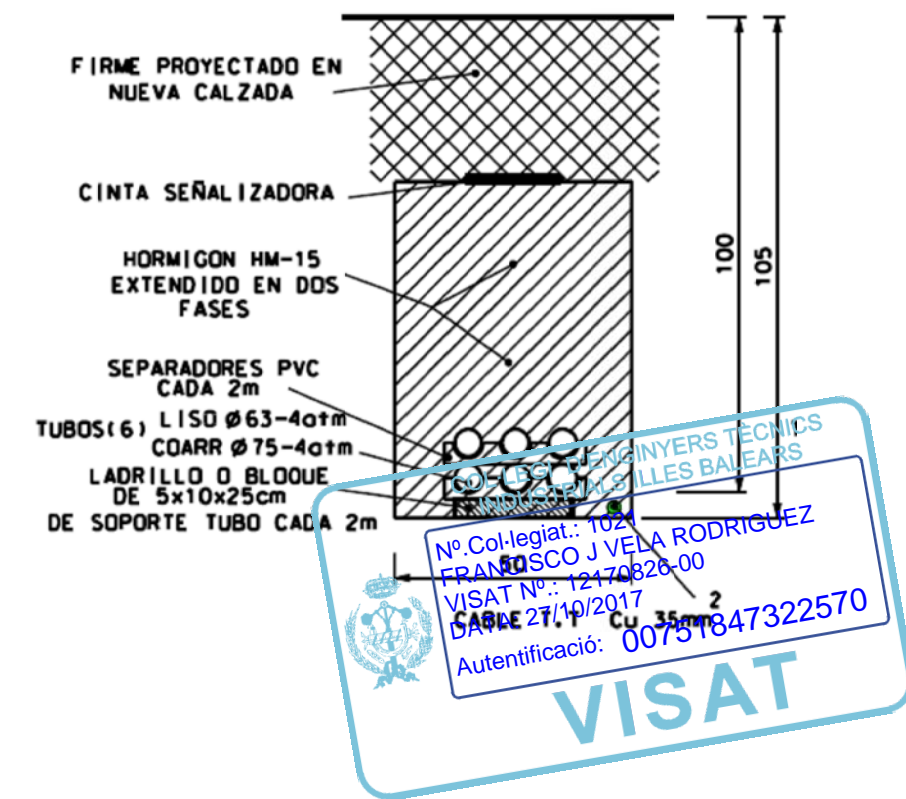 FIRME PROYECTADO EN
NUEVA CALZADA
CINTA SEÑALIZADORA
HORMIGON HM-15
EXTENDIDO EN DOS
FASES
SEPARADORES PVC
CADA 2m
TUBOS(6) LISO Ø63-4atm
COARR Ø75-4atm
LADRILLO O BLOQUE
DE 5x10x25cm
DE SOPORTE TUBO CADA 2m
100
105
50
CABLE T.T Cu 35mm2
COL·LEGI D'ENGINYERS TÈCNICS
INDUSTRIALS ILLES BALEARS
Nº.Col·legiat.: 1021
FRANCISCO J VELA RODRIGUEZ
VISAT Nº.: 12170826-00
DATA: 27/10/2017
Autentificació: 00751847322570
VISAT